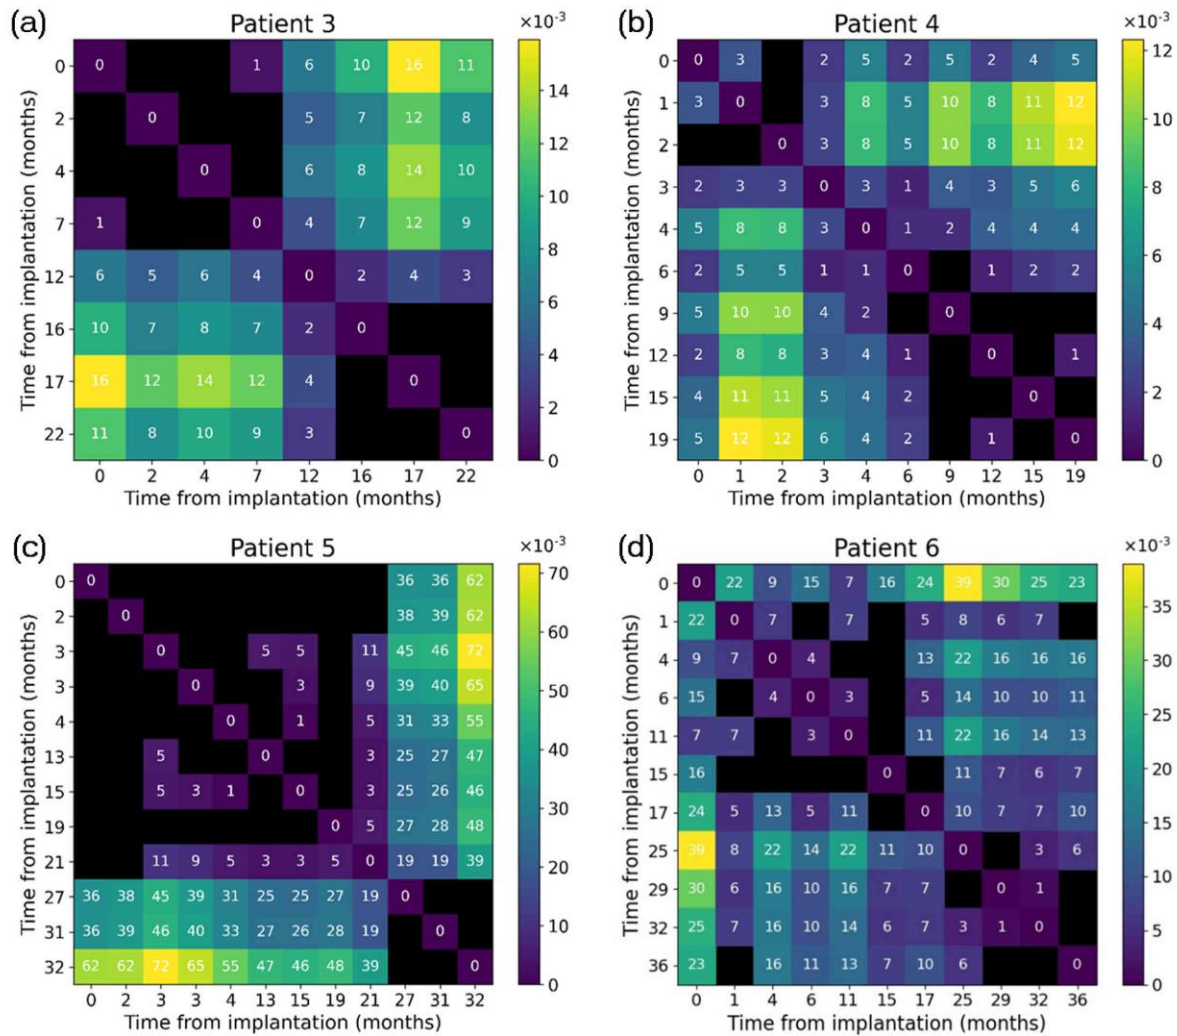 (a) Patient 3 ×10⁻³
0 0 1 6 10 16 11
2 0 5 7 12 8 14
4 0 6 8 14 10 12
7 1 0 4 7 12 9 10
12 6 5 6 4 0 2 4 3 8
16 10 7 8 7 2 0 6
17 16 12 14 12 4 0 4
22 11 8 10 9 3 0 2
0
0 2 4 7 12 16 17 22
Time from implantation (months)
Time from implantation (months)
(b) Patient 4 ×10⁻³
0 0 3 2 5 2 5 2 4 5 12
1 3 0 3 8 5 10 8 11 12
2 0 3 8 5 10 8 11 12 10
3 2 3 3 0 3 1 4 3 5 6
4 5 8 8 3 0 1 2 4 4 4 8
6 2 5 5 1 1 0 1 2 2 6
9 5 10 10 4 2 0
12 2 8 8 3 4 1 0 1 4
15 4 11 11 5 4 2 0 2
19 5 12 12 6 4 2 1 0
0
0 1 2 3 4 6 9 12 15 19
Time from implantation (months)
Time from implantation (months)
(c) Patient 5 ×10⁻³
0 0 36 36 62 70
2 0 38 39 62
3 0 5 5 11 45 46 72 60
3 0 3 9 39 40 65
4 0 1 5 31 33 55 50
13 5 0 3 25 27 47 40
15 5 3 1 0 3 25 26 46
19 0 5 27 28 48 30
21 11 9 5 3 3 5 0 19 19 39
27 36 38 45 39 31 25 25 27 19 0 20
31 36 39 46 40 33 27 26 28 19 0 10
32 62 62 72 65 55 47 46 48 39 0
0
0 2 3 3 4 13 15 19 21 27 31 32
Time from implantation (months)
Time from implantation (months)
(d) Patient 6 ×10⁻³
0 0 22 9 15 7 16 24 39 30 25 23
1 22 0 7 7 5 8 6 7 35
4 9 7 0 4 13 22 16 16 16 30
6 15 4 0 3 5 14 10 10 11 25
11 7 7 3 0 11 22 16 14 13
15 16 0 11 7 6 7 20
17 24 5 13 5 11 0 10 7 7 10 15
25 39 8 22 14 22 11 10 0 3 6
29 30 6 16 10 16 7 7 0 1 10
32 25 7 16 10 14 6 7 3 1 0 5
36 23 16 11 13 7 10 6 0
0
0 1 4 6 11 15 17 25 29 32 36
Time from implantation (months)
Time from implantation (months)